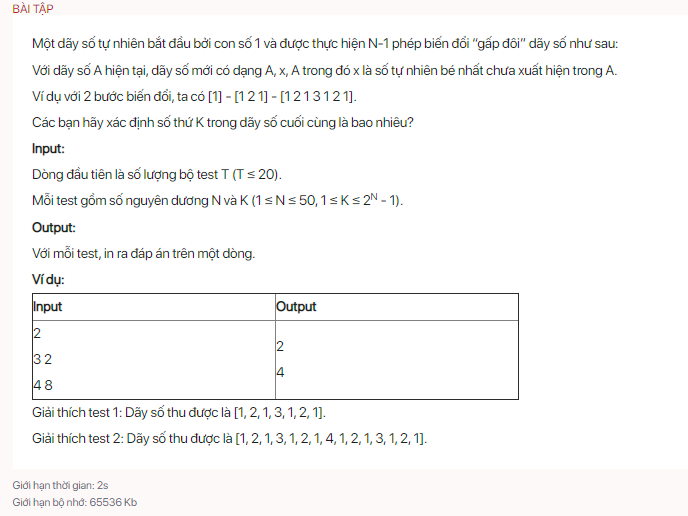 BÀI TẬP
Một dãy số tự nhiên bắt đầu bởi con số 1 và được thực hiện N-1 phép biến đổi "gấp đôi" dãy số như sau:
Với dãy số A hiện tại, dãy số mới có dạng A, x, A trong đó x là số tự nhiên bé nhất chưa xuất hiện trong A.
Ví dụ với 2 bước biến đổi, ta có [1] - [1 2 1] - [1 2 1 3 1 2 1].
Các bạn hãy xác định số thứ K trong dãy số cuối cùng là bao nhiêu?
Input:
Dòng đầu tiên là số lượng bộ test T (T ≤ 20).
Mỗi test gồm số nguyên dương N và K (1 ≤ N ≤ 50, 1 ≤ K ≤ 2^N - 1).
Output:
Với mỗi test, in ra đáp án trên một dòng.
Ví dụ:
Input Output
2
3 2
4 8
2
4
Giải thích test 1: Dãy số thu được là [1, 2, 1, 3, 1, 2, 1].
Giải thích test 2: Dãy số thu được là [1, 2, 1, 3, 1, 2, 1, 4, 1, 2, 1, 3, 1, 2, 1].
Giới hạn thời gian: 2s
Giới hạn bộ nhớ: 65536 Kb